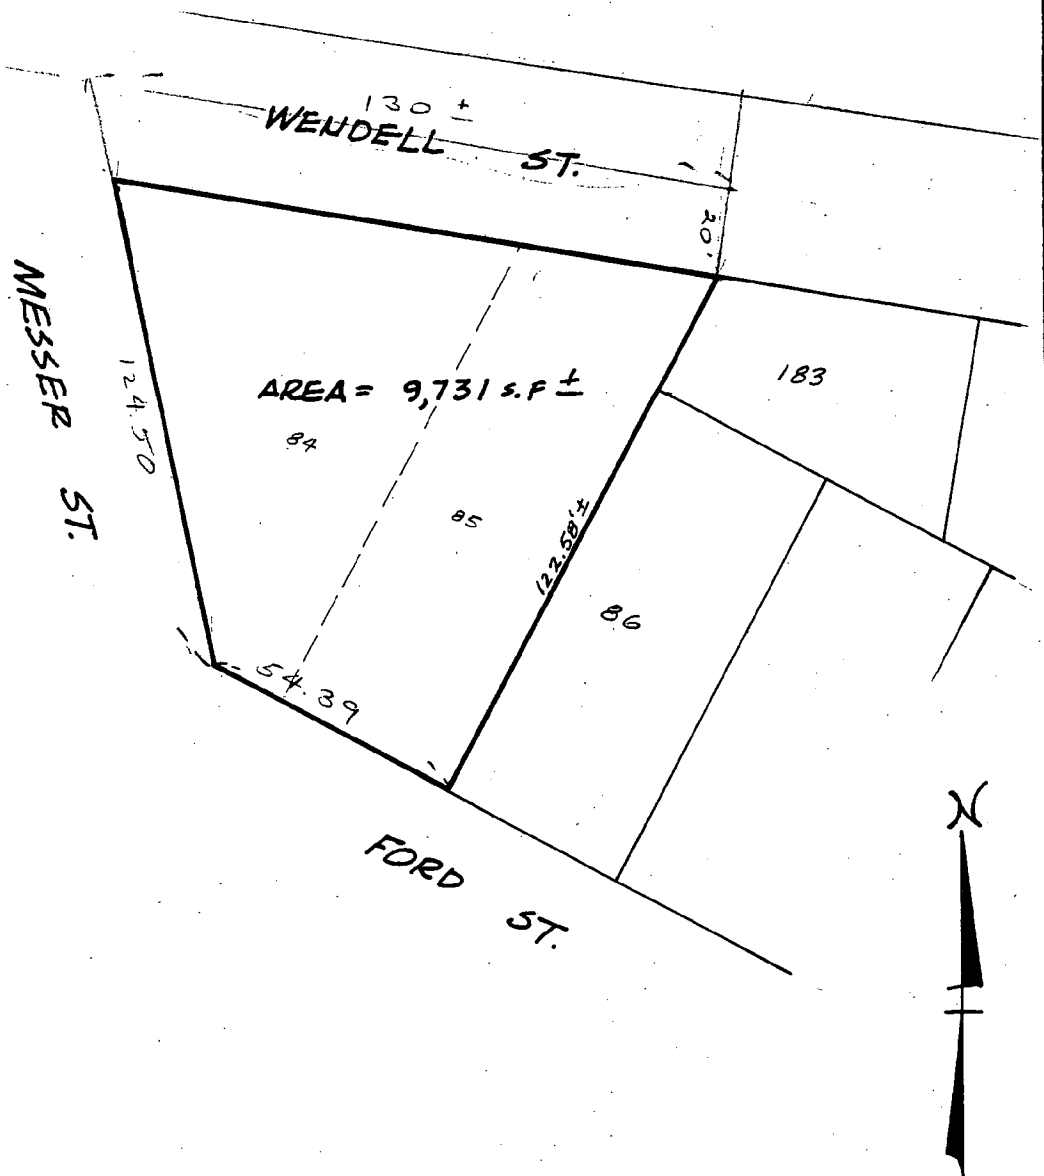 130 ±
WENDELL ST.
20'
MESSER ST.
124.50
AREA = 9,731 S.F ±
183
84
85
122.58'±
86
54.39
FORD ST.
N